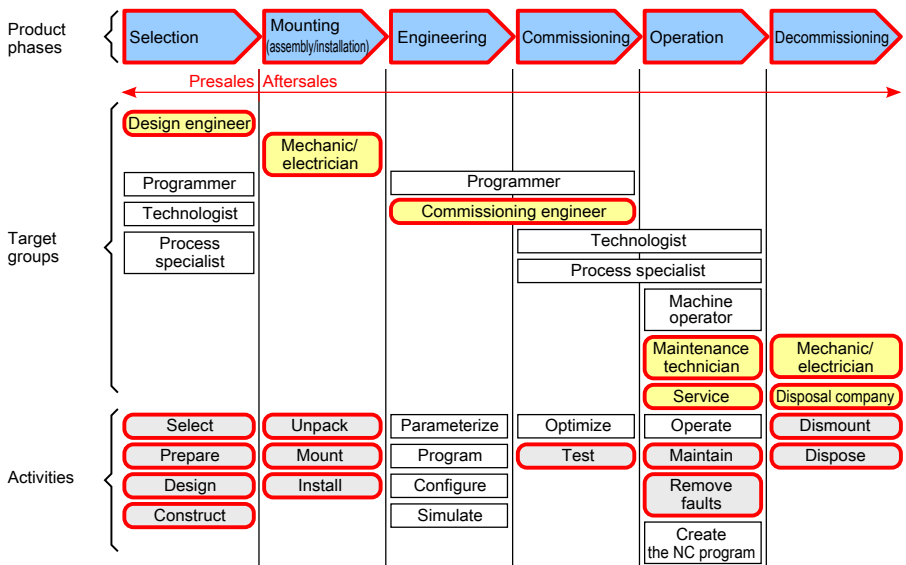 Product
phases
Selection
Mounting
(assembly/installation)
Engineering
Commissioning
Operation
Decommissioning
Presales
Aftersales
Target
groups
Design engineer
Mechanic/
electrician
Programmer
Programmer
Technologist
Commissioning engineer
Process
specialist
Technologist
Process specialist
Machine
operator
Maintenance
technician
Mechanic/
electrician
Service
Disposal company
Activities
Select
Unpack
Parameterize
Optimize
Operate
Dismount
Prepare
Mount
Program
Test
Maintain
Dispose
Design
Install
Configure
Remove
faults
Construct
Simulate
Create
the NC program